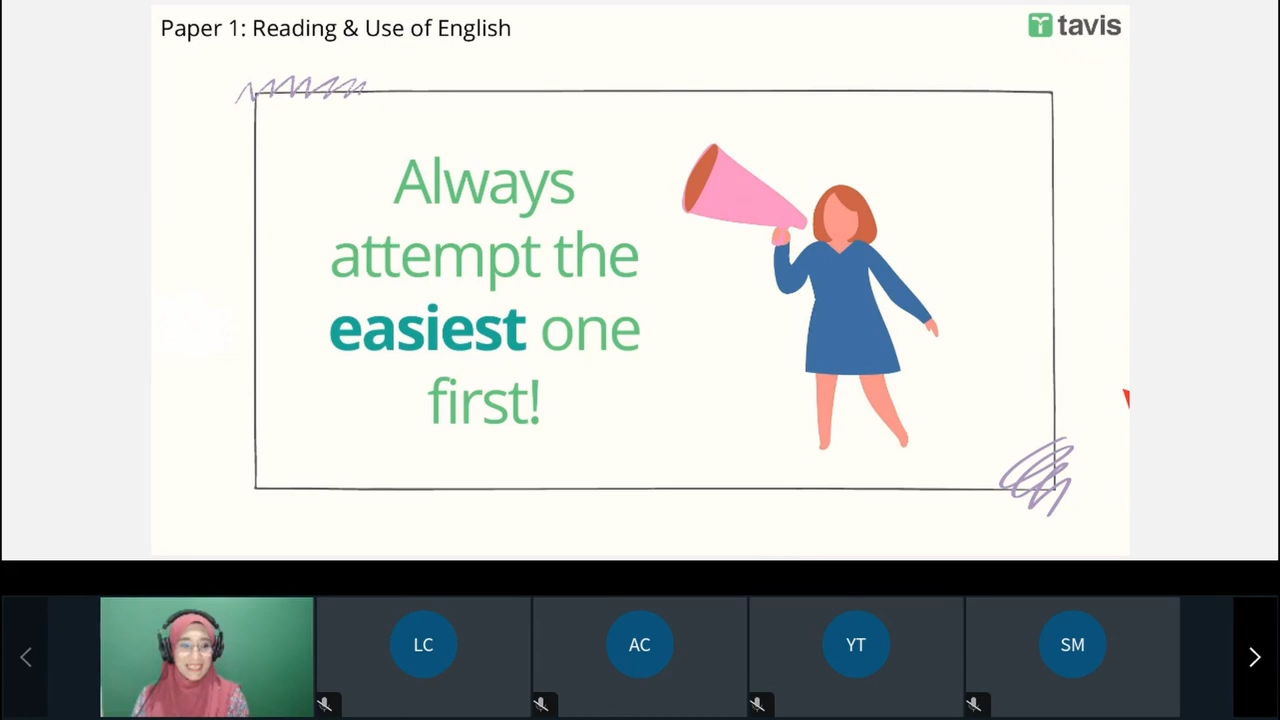 Paper 1: Reading & Use of English
tavis
Always
attempt the
easiest one
first!
LC
AC
YT
SM